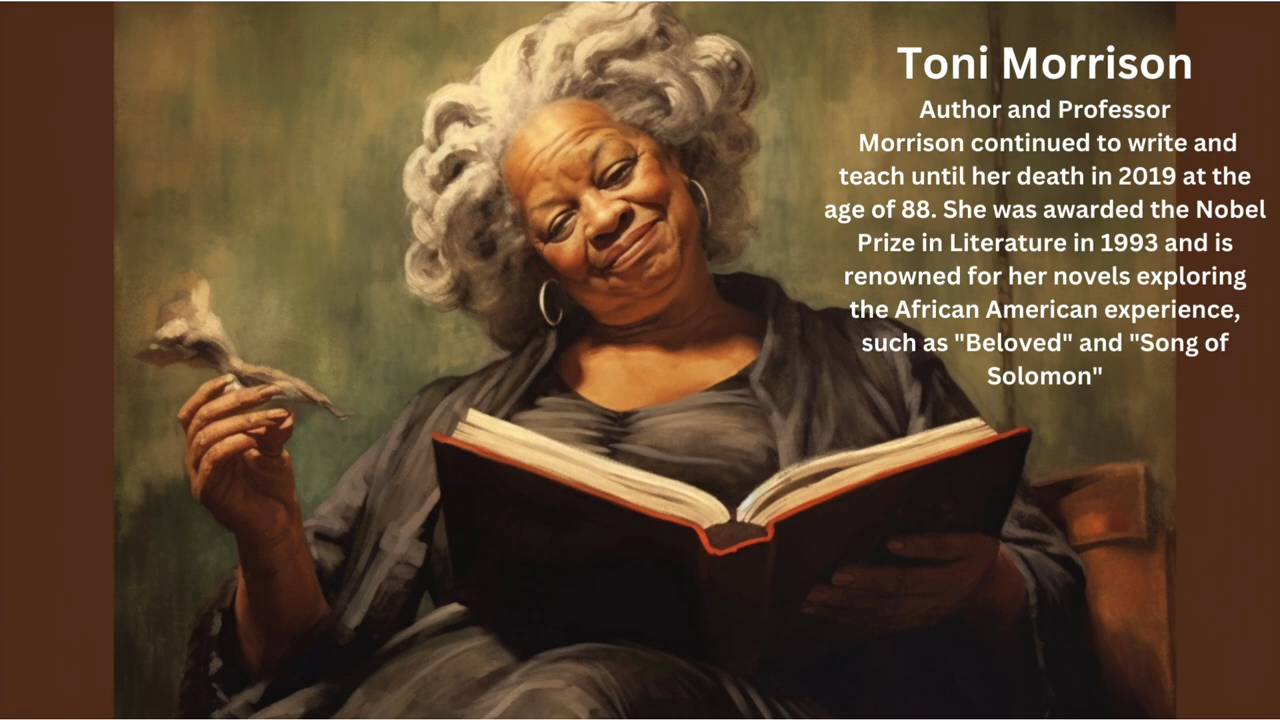 Toni Morrison
Author and Professor
Morrison continued to write and
teach until her death in 2019 at the
age of 88. She was awarded the Nobel
Prize in Literature in 1993 and is
renowned for her novels exploring
the African American experience,
such as "Beloved" and "Song of
Solomon"